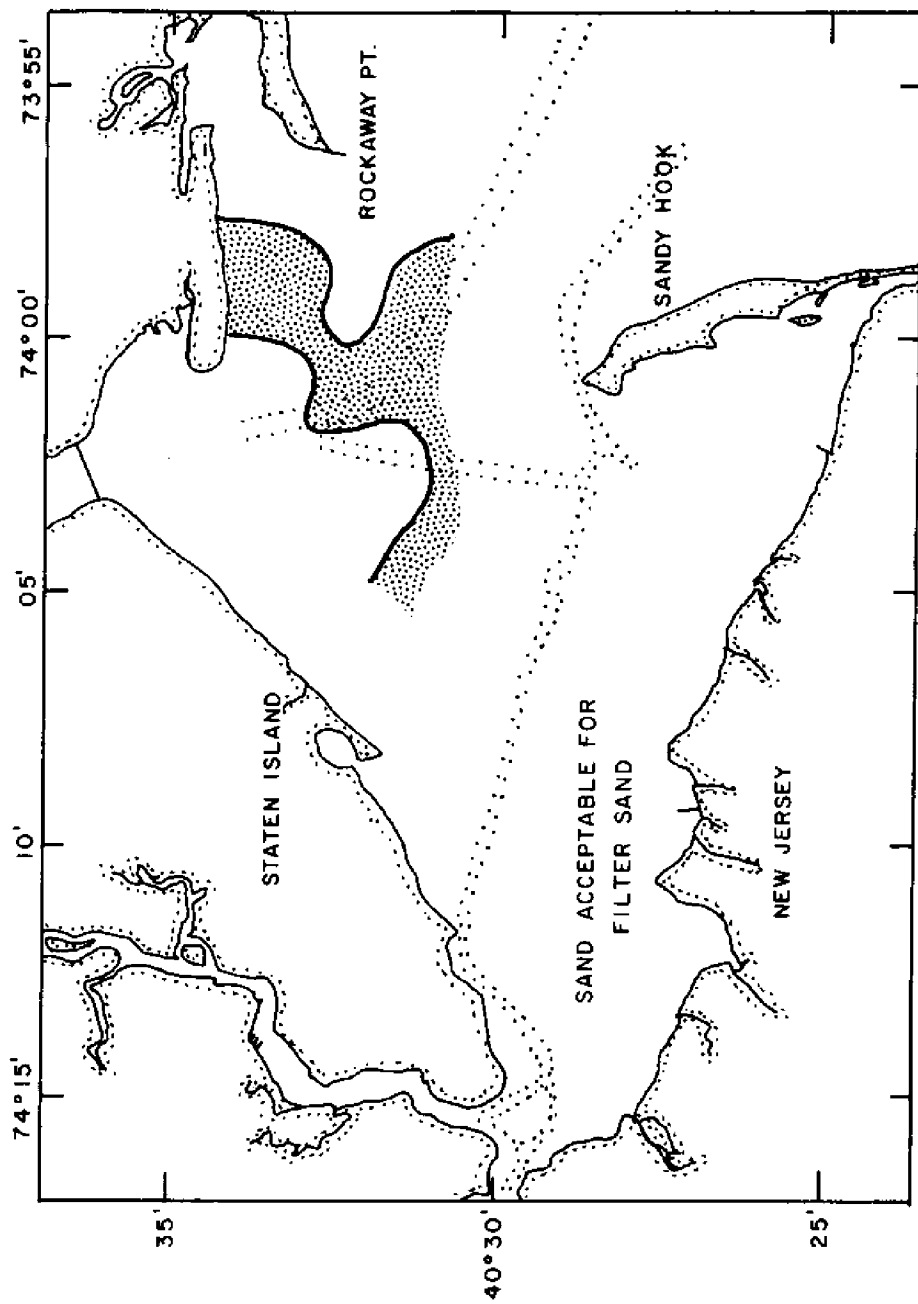 74°15'
10'
05'
74°00'
73°55'
35'
40°30'
25'
STATEN ISLAND
ROCKAWAY PT.
SANDY HOOK
SAND ACCEPTABLE FOR
FILTER SAND
NEW JERSEY